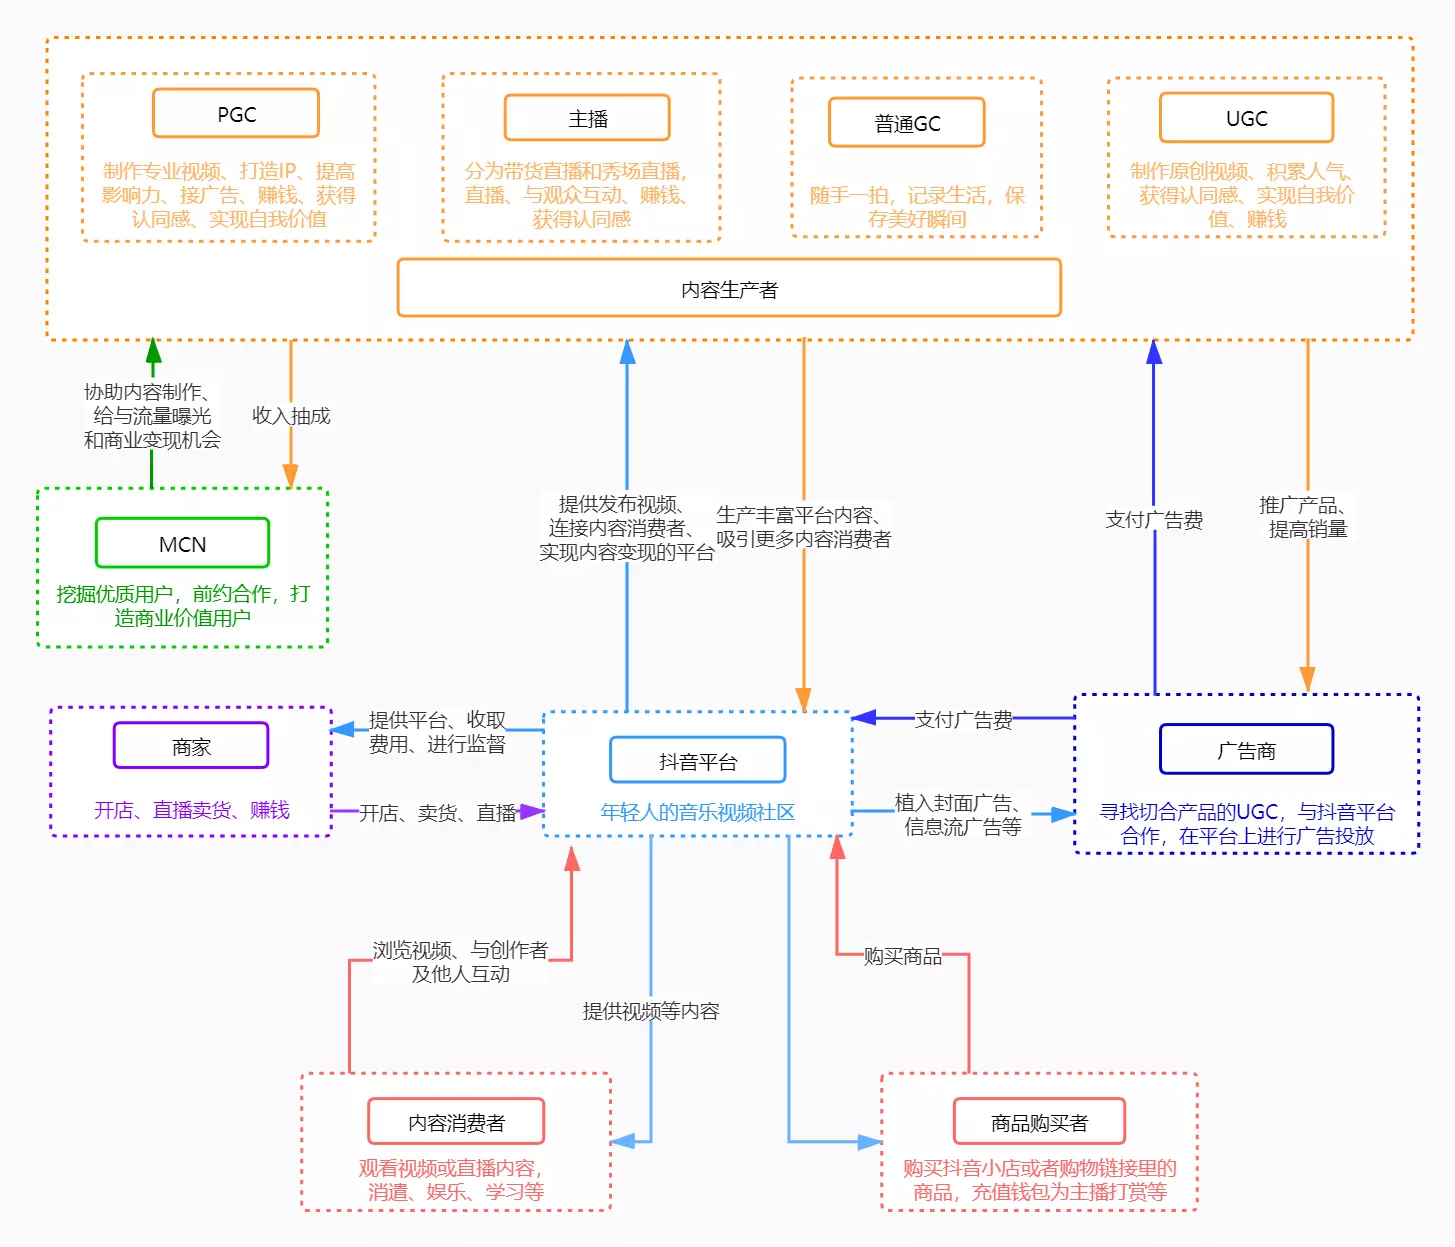 PGC
制作专业视频、打造IP、提高
影响力、接广告、赚钱、获得
认同感、实现自我价值
主播
分为带货直播和秀场直播，
直播、与观众互动、赚钱、
获得认同感
普通GC
随手一拍，记录生活，保
存美好瞬间
UGC
制作原创视频、积累人气、
获得认同感、实现自我价
值、赚钱
内容生产者
协助内容制作、
给与流量曝光
和商业变现机会
收入抽成
提供发布视频、
连接内容消费者、
实现内容变现的平台
生产丰富平台内容、
吸引更多内容消费者
支付广告费
推广产品、
提高销量
MCN
挖掘优质用户，前约合作，打
造商业价值用户
商家
开店、直播卖货、赚钱
提供平台、收取
费用、进行监督
开店、卖货、直播
抖音平台
年轻人的音乐视频社区
支付广告费
植入封面广告、
信息流广告等
广告商
寻找切合产品的UGC，与抖音平台
合作，在平台上进行广告投放
浏览视频、与创作者
及他人互动
提供视频等内容
购买商品
内容消费者
观看视频或直播内容，
消遣、娱乐、学习等
商品购买者
购买抖音小店或者购物链接里的
商品，充值钱包为主播打赏等